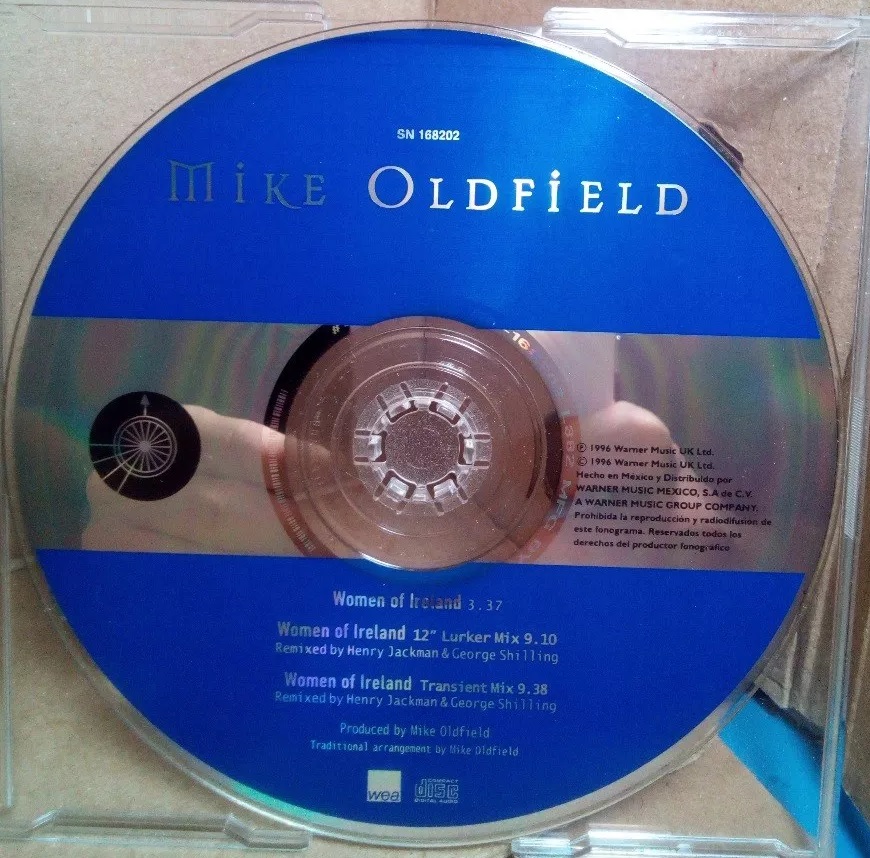 SN 168202
MIKE OLDFIELD
℗ 1996 Warner Music UK Ltd.
© 1996 Warner Music UK Ltd.
Hecho en México y Distribuido por
WARNER MUSIC MEXICO, S.A de C.V.
A WARNER MUSIC GROUP COMPANY.
Prohibida la reproducción y radiodifusión de
este fonograma. Reservados todos los
derechos del productor fonográfico
Women of Ireland 3.37
Women of Ireland 12" Lurker Mix 9.10
Remixed by Henry Jackman & George Shilling
Women of Ireland Transient Mix 9.38
Remixed by Henry Jackman & George Shilling
Produced by Mike Oldfield
Traditional arrangement by Mike Oldfield
wea
COMPACT
disc
DIGITAL AUDIO